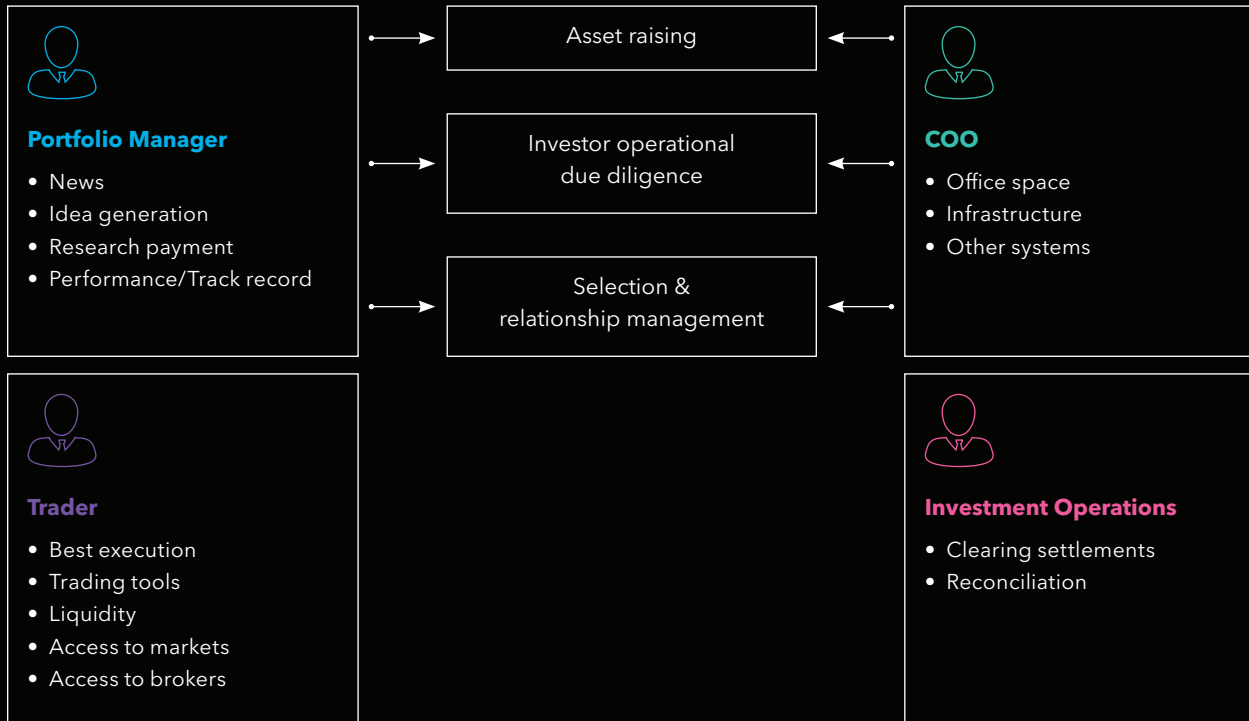 Portfolio Manager
• News
• Idea generation
• Research payment
• Performance/Track record
Asset raising
Investor operational
due diligence
Selection &
relationship management
COO
• Office space
• Infrastructure
• Other systems
Trader
• Best execution
• Trading tools
• Liquidity
• Access to markets
• Access to brokers
Investment Operations
• Clearing settlements
• Reconciliation